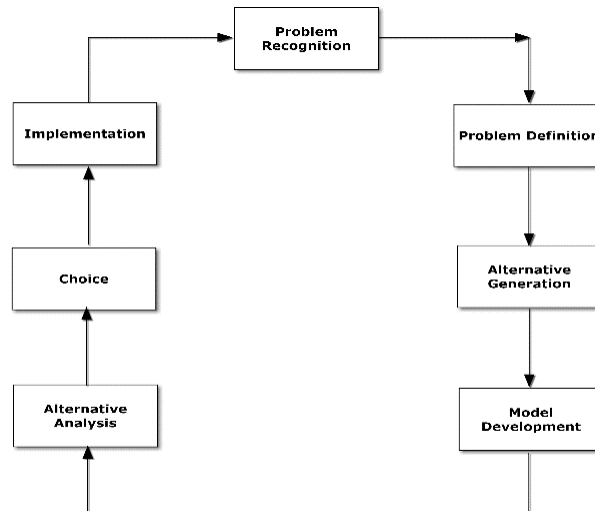 Problem
Recognition
Implementation
Problem Definition
Choice
Alternative
Generation
Alternative
Analysis
Model
Development